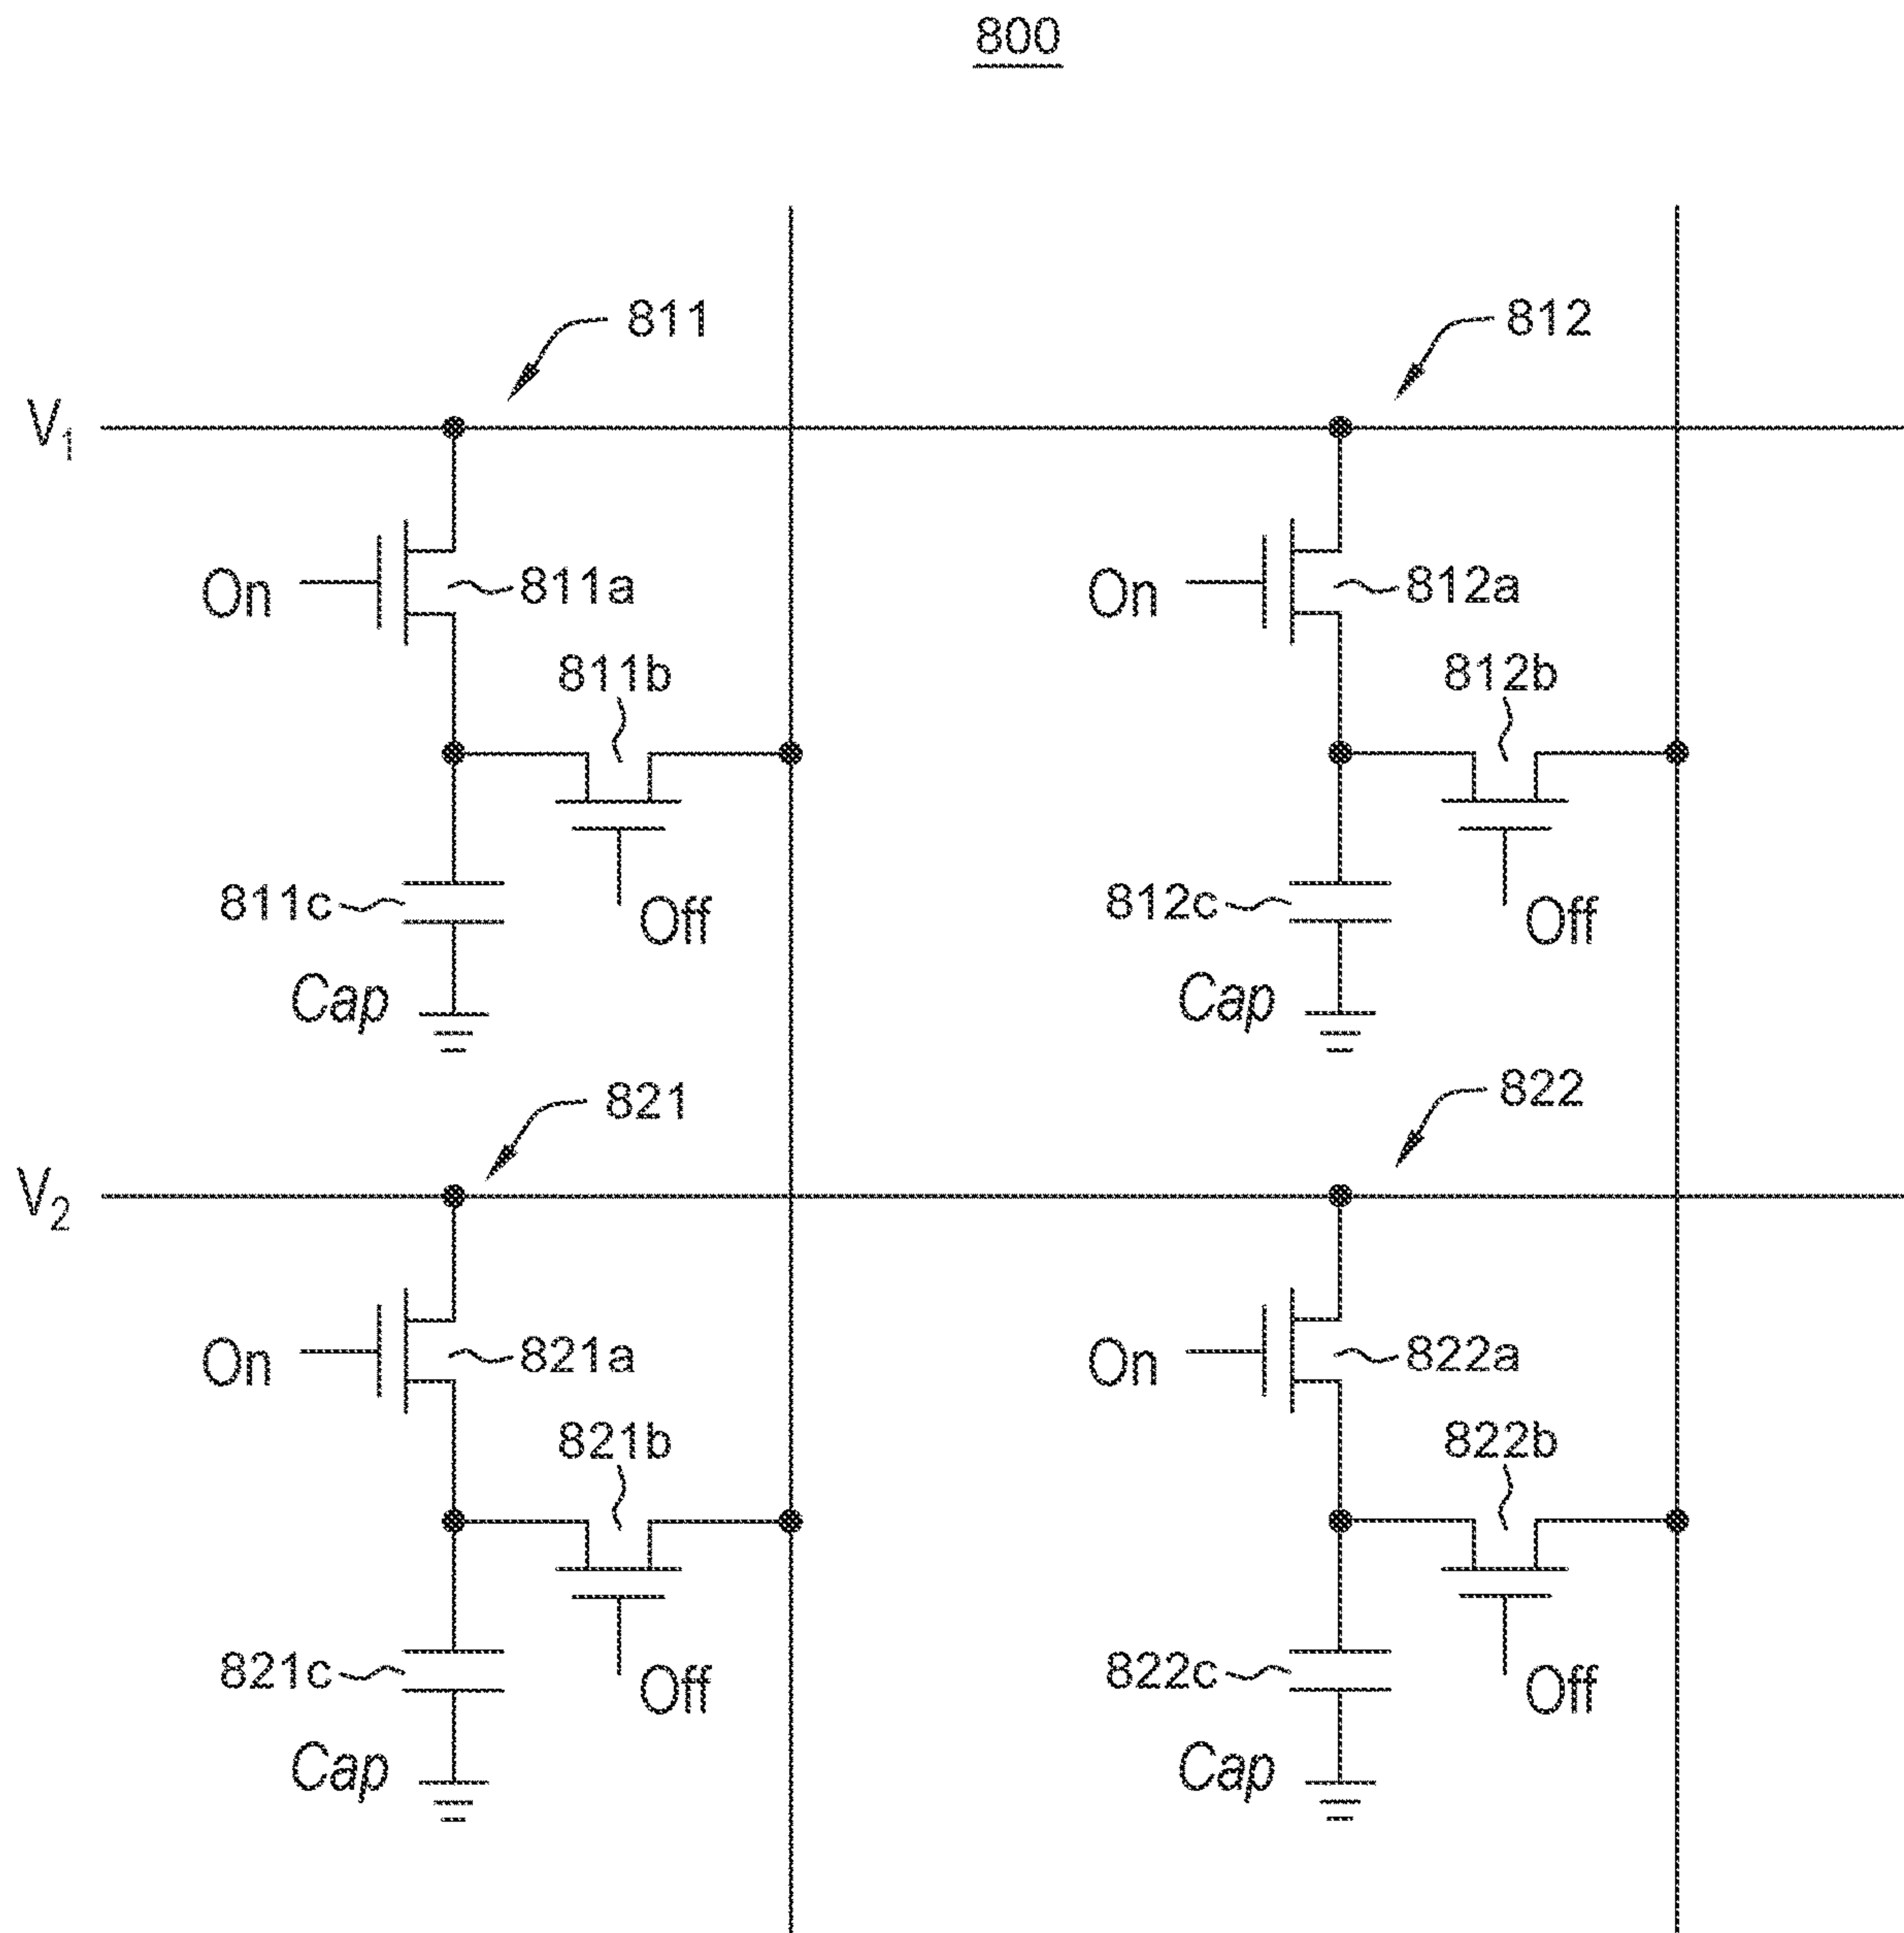 800
811
812
V₁
On
811a
On
812a
811b
812b
811c
Off
812c
Off
Cap
Cap
821
822
V₂
On
821a
On
822a
821b
822b
821c
Off
822c
Off
Cap
Cap